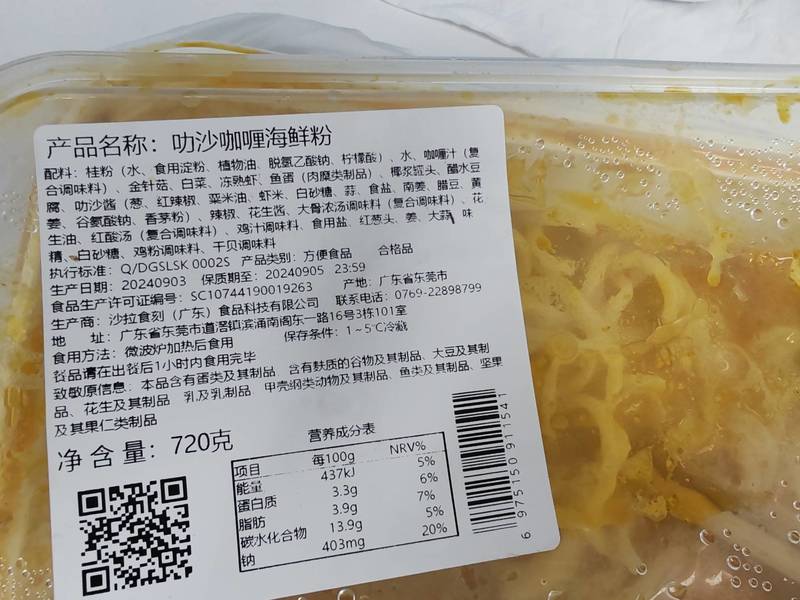 产品名称：叻沙咖喱海鲜粉
配料：桂粉（水、食用淀粉、植物油、脱氢乙酸钠、柠檬酸）、水、咖喱汁（复
合调味料）、金针菇、白菜、冻熟虾、鱼蛋（肉糜类制品）、椰浆罐头、醋水豆
腐、叻沙酱（葱、红辣椒、粟米油、虾米、白砂糖、蒜、食盐、南姜、腊豆、黄
姜、谷氨酸钠、香茅粉）、辣椒、花生酱、大骨浓汤调味料（复合调味料）、花
生油、红酸汤（复合调味料）、鸡汁调味料、食用盐、红葱头、姜、大蒜、味
精、白砂糖、鸡粉调味料、干贝调味料
执行标准：Q/DGSLSK 0002S 产品类别：方便食品 合格品
生产日期：20240903 保质期至：20240905 23:59
食品生产许可证编号：SC10744190019263 产地：广东省东莞市
生产商：沙拉食刻（广东）食品科技有限公司 联系电话：0769-22898799
地 址：广东省东莞市道滘镇滨涌南阁东一路16号3栋101室
食用方法：微波炉加热后食用 保存条件：1~5℃冷藏
餐品请在出餐后1小时内食用完毕
致敏原信息：本品含有蛋类及其制品、含有麸质的谷物及其制品、大豆及其制
品、花生及其制品 乳及乳制品 甲壳纲类动物及其制品、鱼类及其制品、坚果
及其果仁类制品
净含量：720克
营养成分表
项目 每100g NRV%
能量 437kJ 5%
蛋白质 3.3g 6%
脂肪 3.9g 7%
碳水化合物 13.9g 5%
钠 403mg 20%
6975150911541